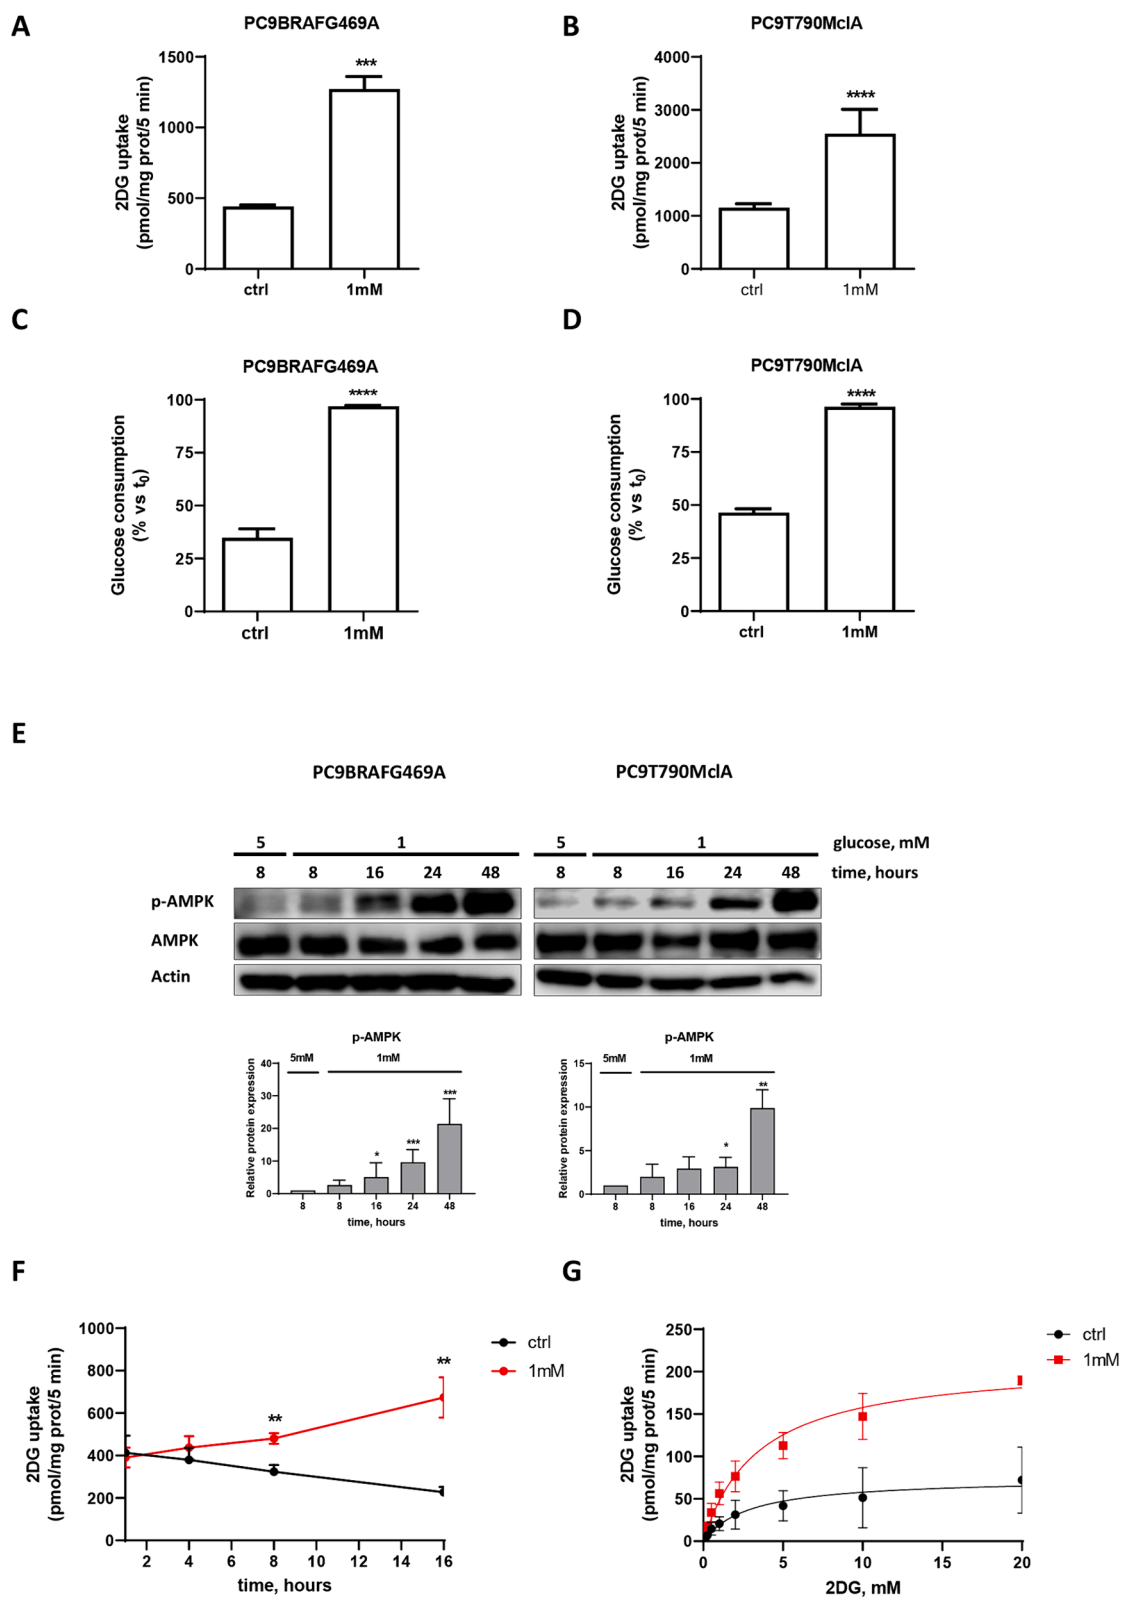 A
PC9BRAFG469A
2DG uptake
(pmol/mg prot/5 min)
1500
1000
500
0
***
ctrl
1mM
B
PC9T790MclA
2DG uptake
(pmol/mg prot/5 min)
4000
3000
2000
1000
0
****
ctrl
1mM
C
PC9BRAFG469A
Glucose consumption
(% vs t₀)
100
75
50
25
0
****
ctrl
1mM
D
PC9T790MclA
Glucose consumption
(% vs t₀)
100
75
50
25
0
****
ctrl
1mM
E
PC9BRAFG469A
PC9T790MclA
5 1 5 1 glucose, mM
8 8 16 24 48 8 8 16 24 48 time, hours
p-AMPK
AMPK
Actin
p-AMPK
5mM 1mM
Relative protein expression
40
30
20
10
0
* *** ***
8 8 16 24 48
time, hours
p-AMPK
5mM 1mM
Relative protein expression
15
10
5
0
* **
8 8 16 24 48
time, hours
F
2DG uptake
(pmol/mg prot/5 min)
1000
800
600
400
200
0
** **
2 4 6 8 10 12 14 16
time, hours
ctrl
1mM
G
2DG uptake
(pmol/mg prot/5 min)
250
200
150
100
50
0
0 5 10 15 20
2DG, mM
ctrl
1mM